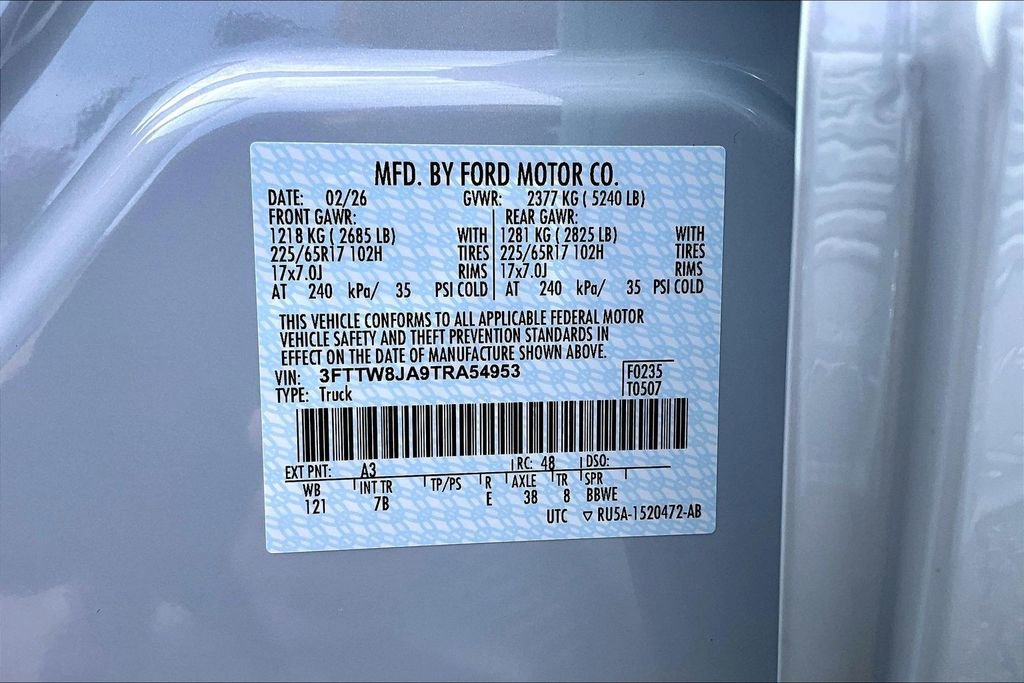 MFD. BY FORD MOTOR CO.
DATE: 02/26 GVWR: 2377 KG ( 5240 LB)
FRONT GAWR: REAR GAWR:
1218 KG ( 2685 LB) WITH 1281 KG ( 2825 LB) WITH
225/65R17 102H TIRES 225/65R17 102H TIRES
17x7.0J RIMS 17x7.0J RIMS
AT 240 kPa/ 35 PSI COLD AT 240 kPa/ 35 PSI COLD
THIS VEHICLE CONFORMS TO ALL APPLICABLE FEDERAL MOTOR
VEHICLE SAFETY AND THEFT PREVENTION STANDARDS IN
EFFECT ON THE DATE OF MANUFACTURE SHOWN ABOVE.
VIN: 3FTTW8JA9TRA54953 F0235
TYPE: Truck T0507
EXT PNT: A3 RC: 48 DSO:
WB INT TR TP/PS R AXLE TR SPR
121 7B E 38 8 BBWE
UTC ▽ RU5A-1520472-AB